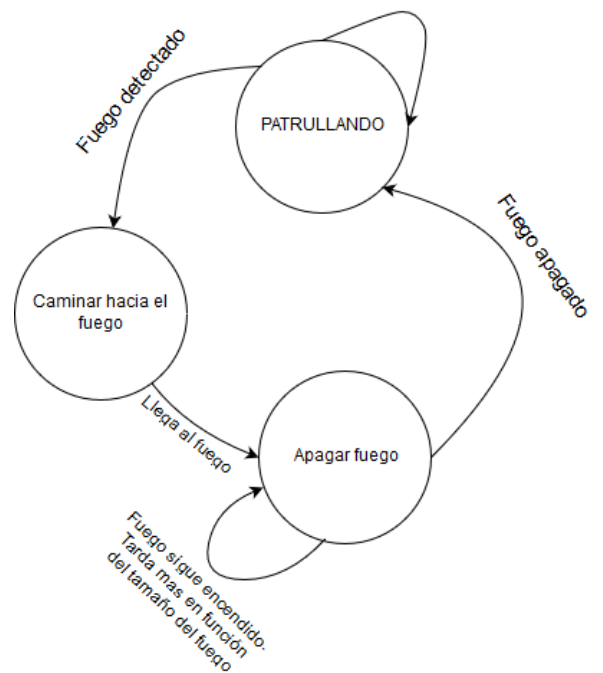 Fuego detectado
PATRULLANDO
Fuego apagado
Caminar hacia el
fuego
Llega al fuego
Apagar fuego
Fuego sigue encendido.
Tarda mas en función
del tamaño del fuego